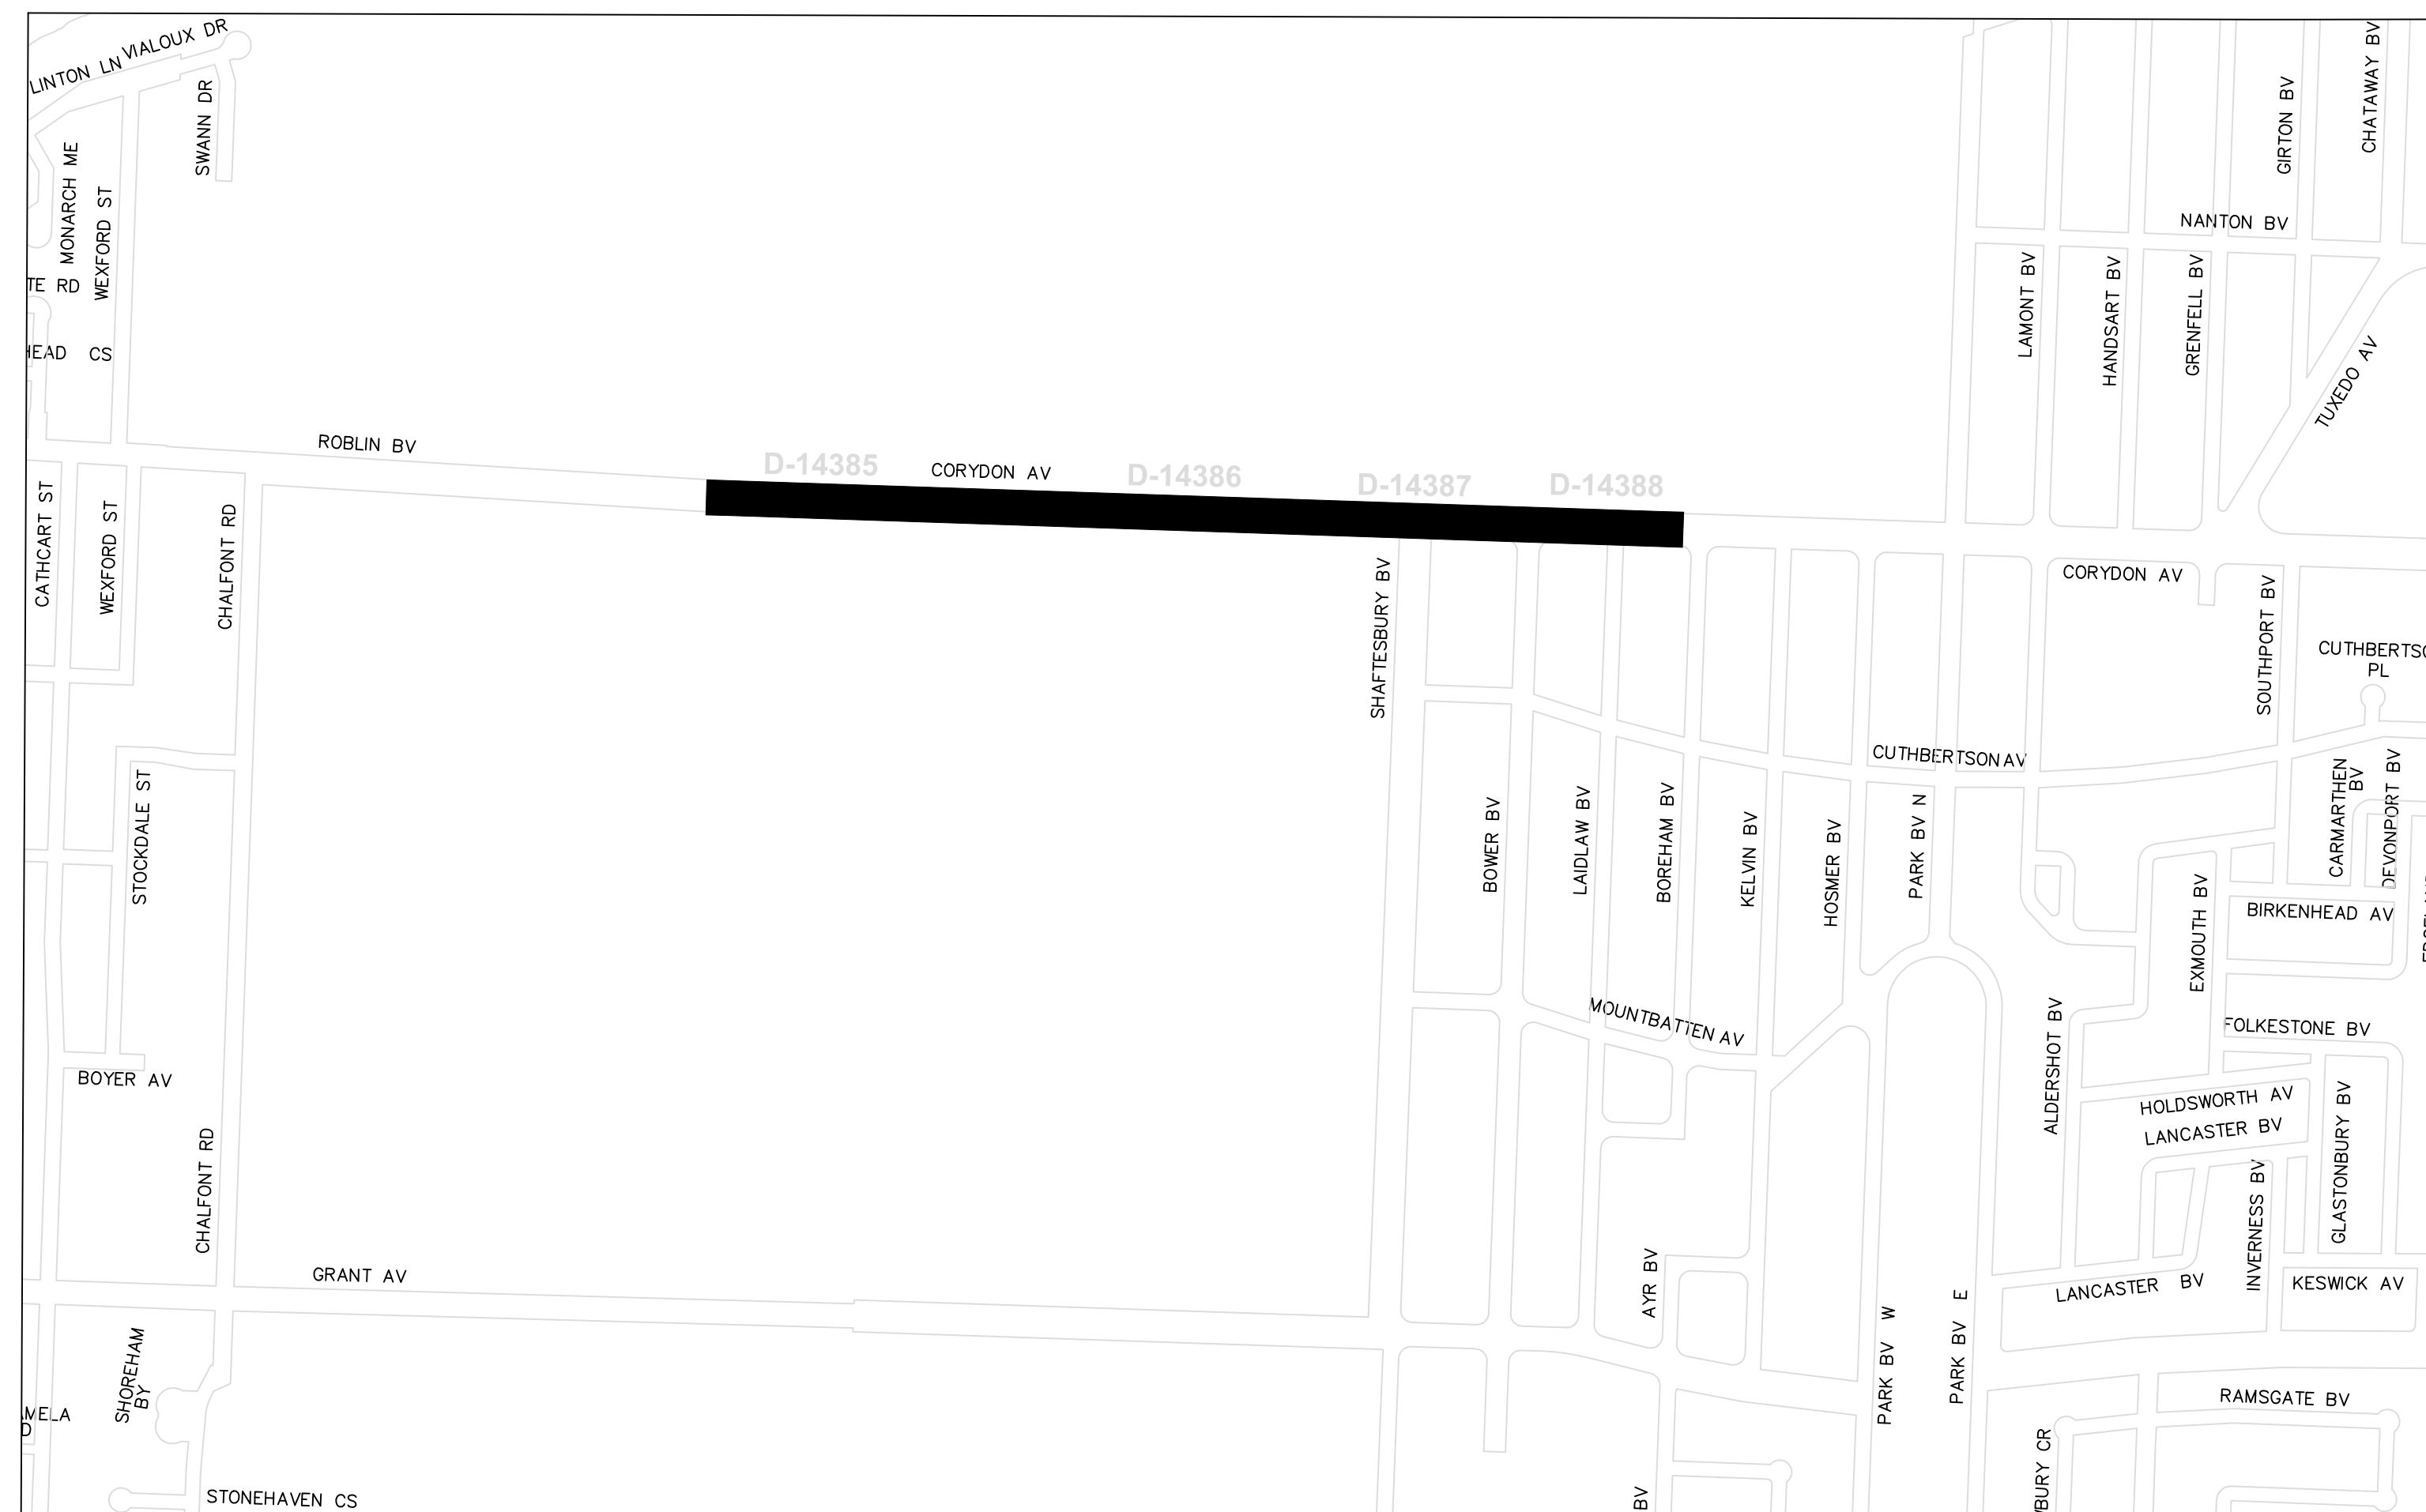 LINTON LN
VIALOUX DR
SWANN DR
MONARCH ME
WEXFORD ST
TE RD
HEAD CS
GIRTON BV
CHATAWAY BV
NANTON BV
LAMONT BV
HANDSART BV
GRENFELL BV
TUXEDO AV
ROBLIN BV
D-14385
CORYDON AV
D-14386
D-14387
D-14388
CATHCART ST
WEXFORD ST
CHALFONT RD
SHAFTESBURY BV
CORYDON AV
SOUTHPORT BV
CUTHBERTSO
PL
CUTHBERTSON AV
STOCKDALE ST
BOWER BV
LAIDLAW BV
BOREHAM BV
KELVIN BV
HOSMER BV
PARK BV N
CARMARTHEN
BV
DEVONPORT BV
EXMOUTH BV
BIRKENHEAD AV
MOUNTBATTEN AV
ALDERSHOT BV
FOLKESTONE BV
BOYER AV
HOLDSWORTH AV
LANCASTER BV
GLASTONBURY BV
CHALFONT RD
INVERNESS BV
GRANT AV
AYR BV
LANCASTER BV
KESWICK AV
PARK BV W
PARK BV E
SHOREHAM
BY
AMELA
D
RAMSGATE BV
WBURY CR
STONEHAVEN CS
BV